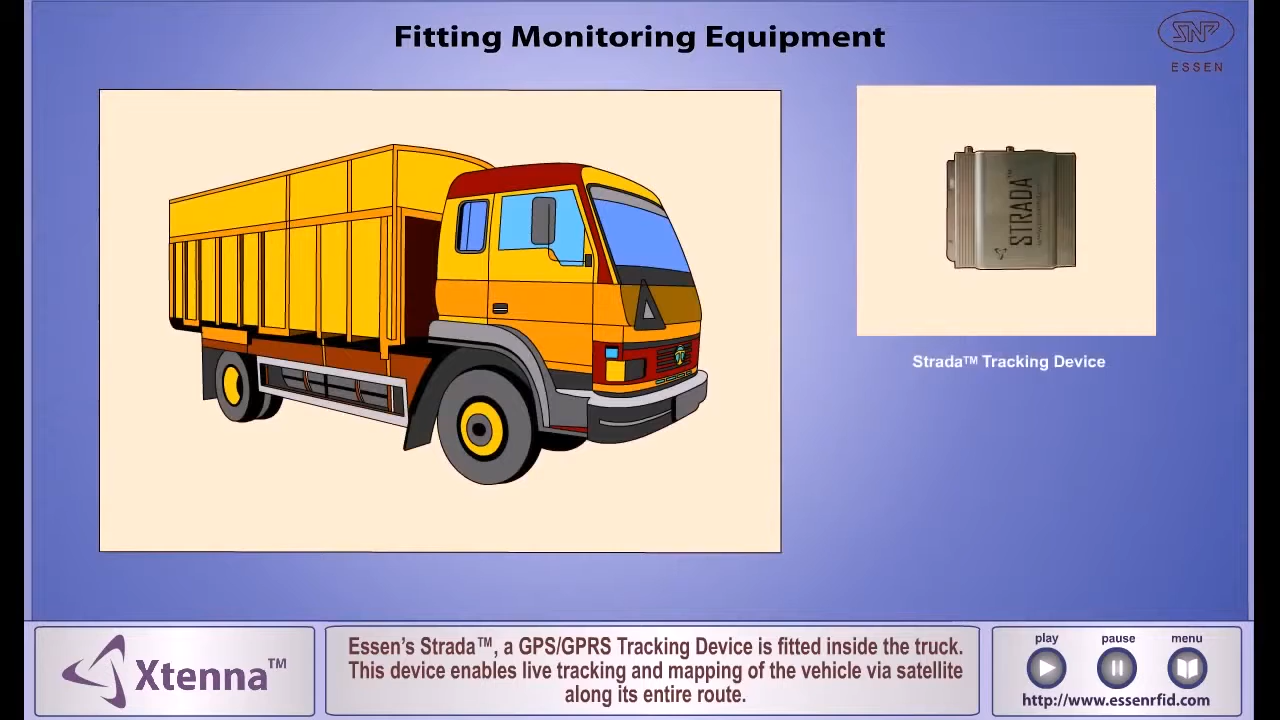 Fitting Monitoring Equipment
SNP
ESSEN
STRADA™
Strada™ Tracking Device
Xtenna™
Essen's Strada™, a GPS/GPRS Tracking Device is fitted inside the truck.
This device enables live tracking and mapping of the vehicle via satellite
along its entire route.
play pause menu
http://www.essenrfid.com